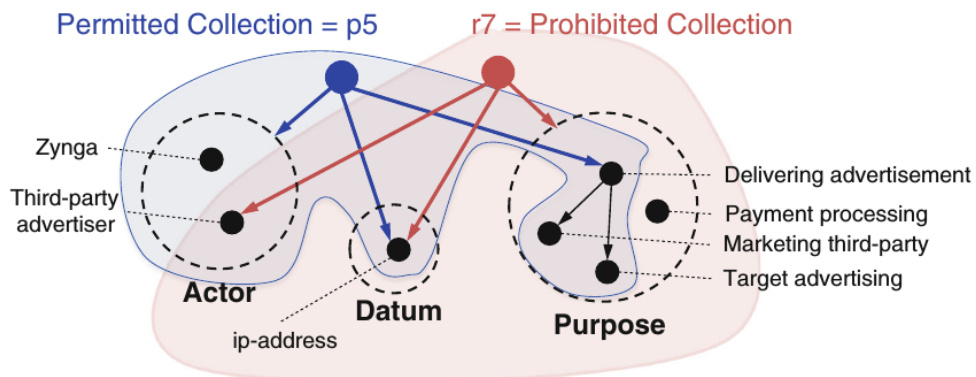 Permitted Collection = p5
r7 = Prohibited Collection
Zynga
Third-party
advertiser
Actor
ip-address
Datum
Purpose
Delivering advertisement
Payment processing
Marketing third-party
Target advertising